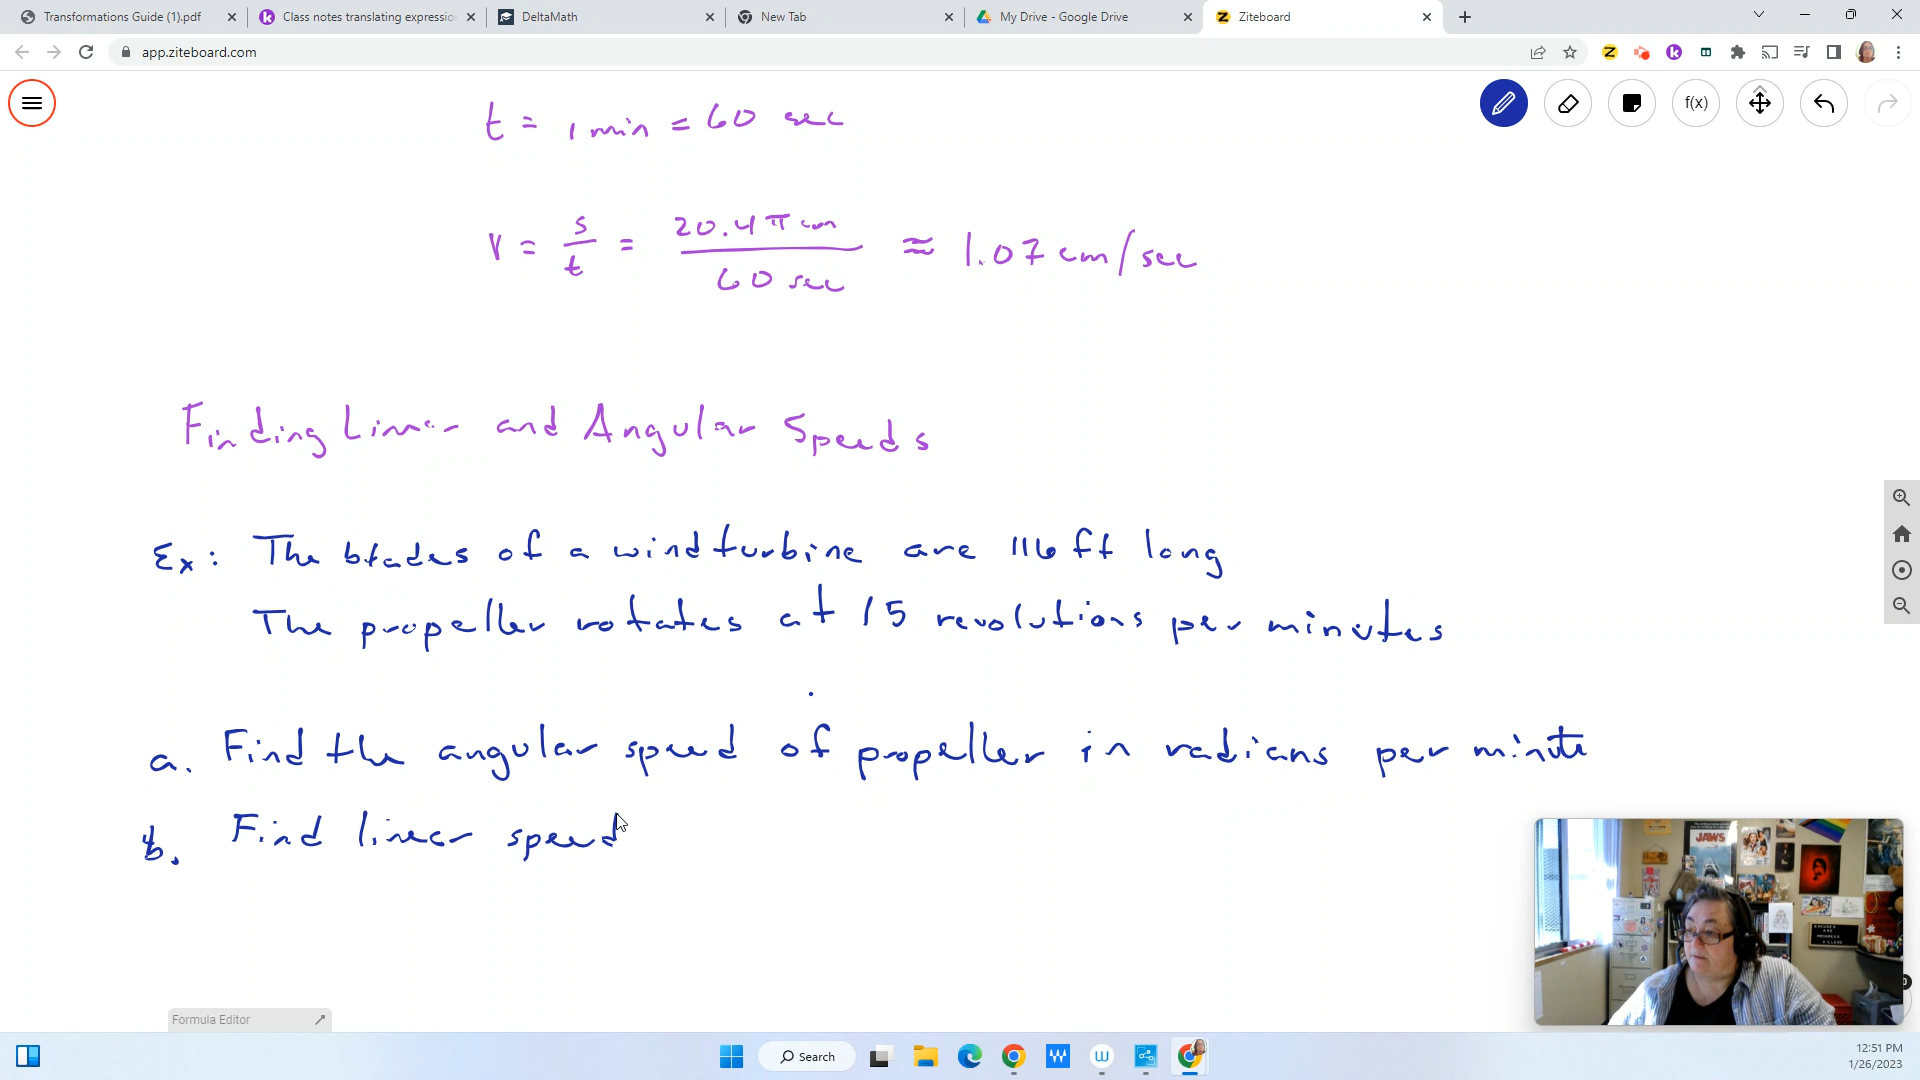 Transformations Guide (1).pdf
Class notes translating expression
DeltaMath
New Tab
My Drive - Google Drive
Ziteboard
app.ziteboard.com
f(x)
t = 1 min = 60 sec
v = s/t = 20.4π cm / 60 sec ≈ 1.07 cm/sec
Finding Linear and Angular Speeds
Ex: The blades of a wind turbine are 116 ft long
The propeller rotates at 15 revolutions per minutes
a. Find the angular speed of propeller in radians per minute
b. Find linear speed
JAWS
Formula Editor
Search
12:51 PM
1/26/2023